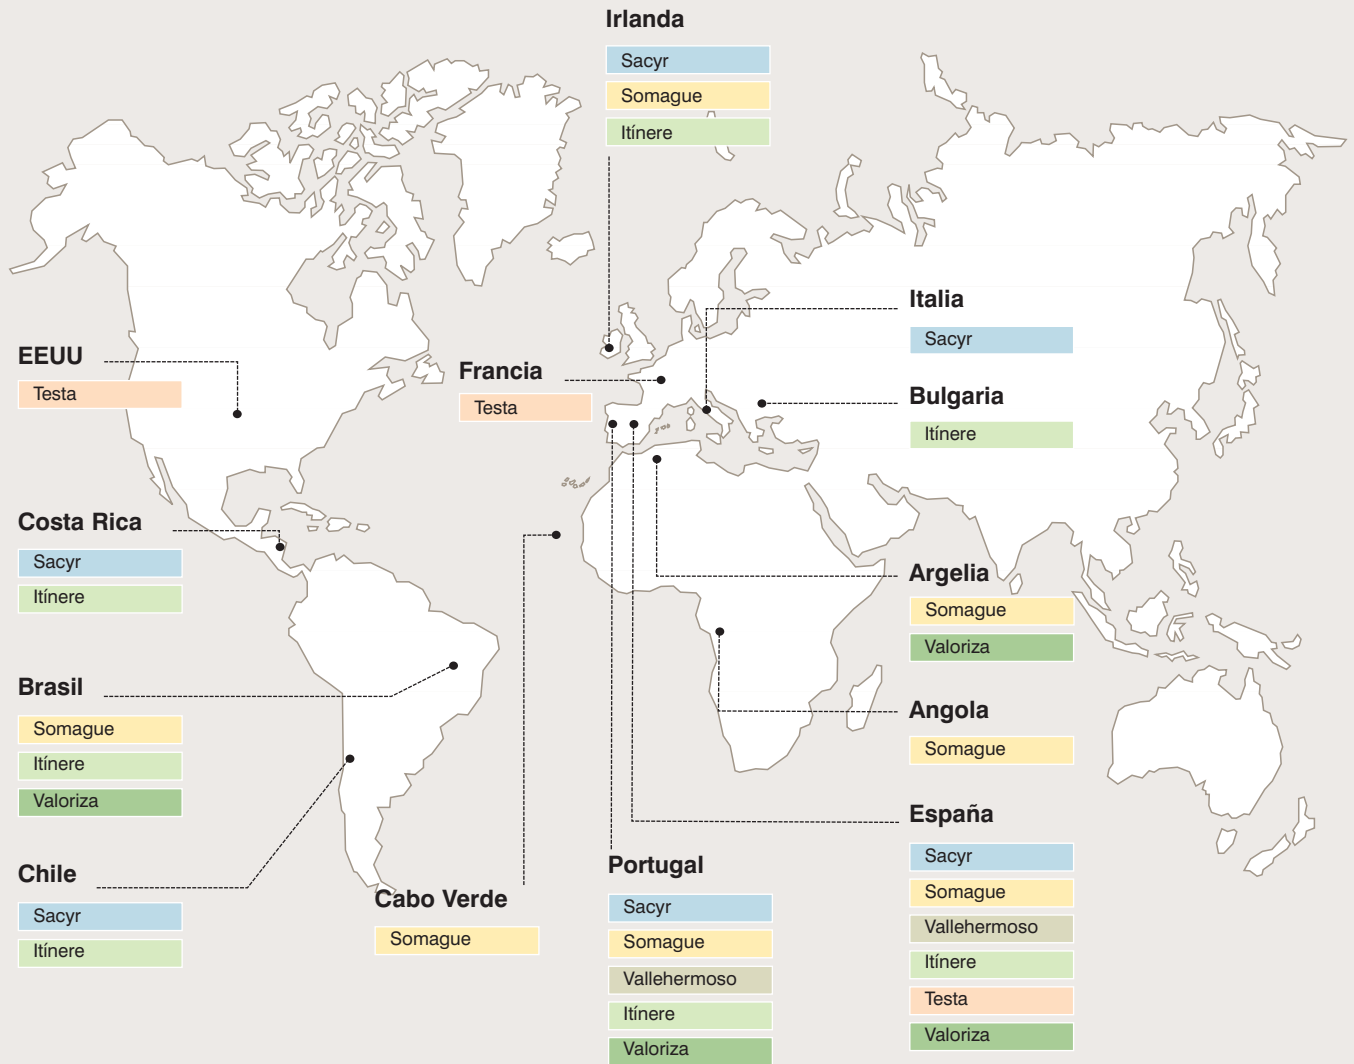 Irlanda
Sacyr
Somague
Itínere
EEUU
Testa
Francia
Testa
Italia
Sacyr
Bulgaria
Itínere
Costa Rica
Sacyr
Itínere
Argelia
Somague
Valoriza
Brasil
Somague
Itínere
Valoriza
Angola
Somague
Chile
Sacyr
Itínere
Cabo Verde
Somague
Portugal
Sacyr
Somague
Vallehermoso
Itínere
Valoriza
España
Sacyr
Somague
Vallehermoso
Itínere
Testa
Valoriza